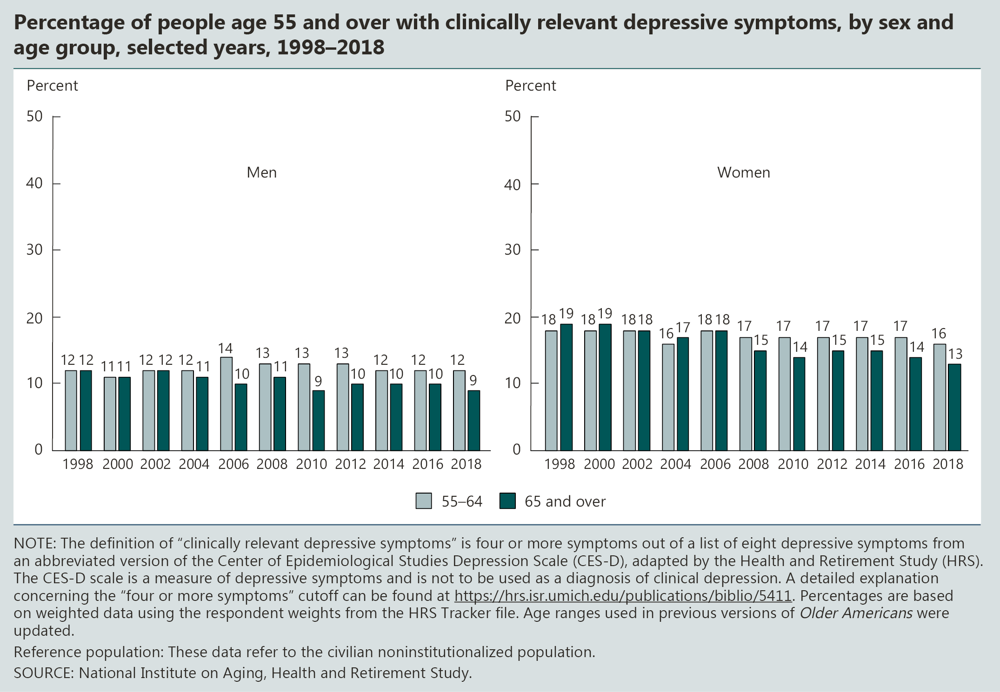 Percentage of people age 55 and over with clinically relevant depressive symptoms, by sex and
age group, selected years, 1998–2018
Percent
50
40
30
20
10
0
Men
12 12 11 11 12 12 12 11 14 10 13 11 13 9 13 10 12 10 12 10 12 9
1998 2000 2002 2004 2006 2008 2010 2012 2014 2016 2018
Percent
50
40
30
20
10
0
Women
18 19 18 19 18 18 16 17 18 18 17 15 17 14 17 15 17 15 17 14 16 13
1998 2000 2002 2004 2006 2008 2010 2012 2014 2016 2018
55–64 65 and over
NOTE: The definition of “clinically relevant depressive symptoms” is four or more symptoms out of a list of eight depressive symptoms from
an abbreviated version of the Center of Epidemiological Studies Depression Scale (CES-D), adapted by the Health and Retirement Study (HRS).
The CES-D scale is a measure of depressive symptoms and is not to be used as a diagnosis of clinical depression. A detailed explanation
concerning the “four or more symptoms” cutoff can be found at https://hrs.isr.umich.edu/publications/biblio/5411. Percentages are based
on weighted data using the respondent weights from the HRS Tracker file. Age ranges used in previous versions of Older Americans were
updated.
Reference population: These data refer to the civilian noninstitutionalized population.
SOURCE: National Institute on Aging, Health and Retirement Study.